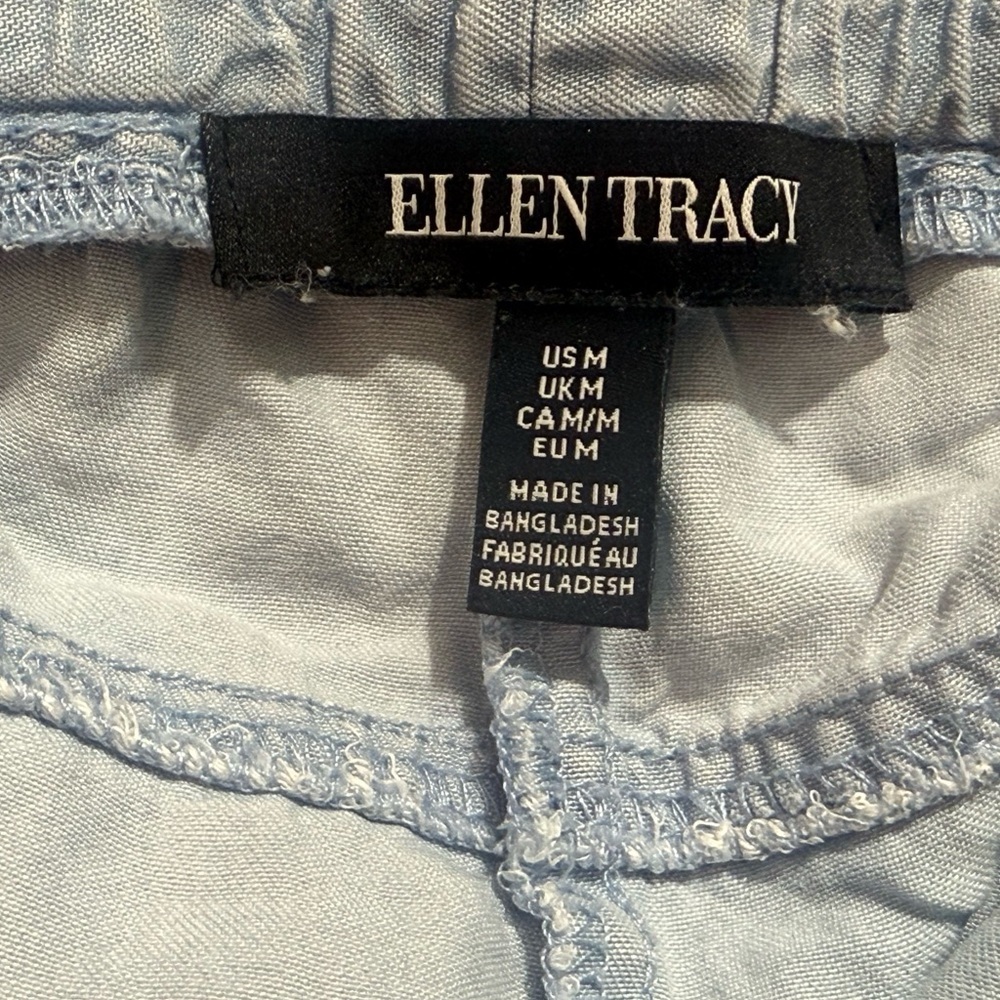 ELLEN TRACY
US M
UK M
CA M/M
EU M
MADE IN
BANGLADESH
FABRIQUÉ AU
BANGLADESH